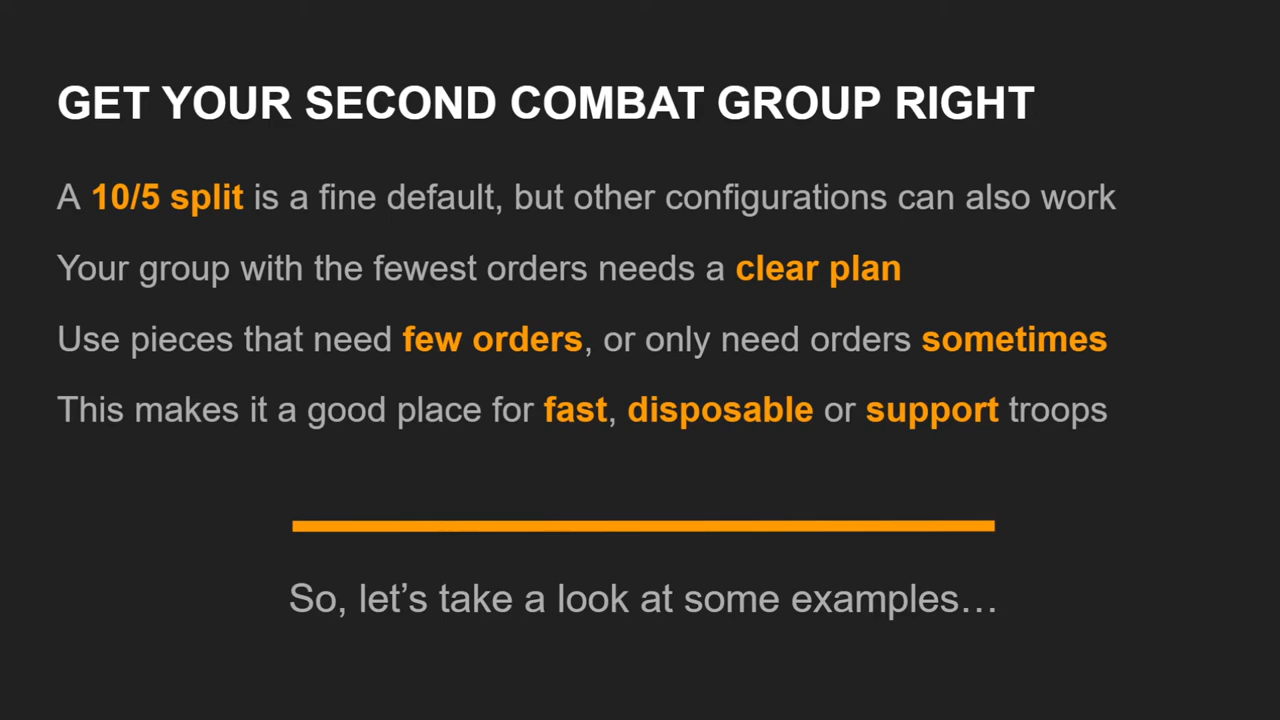 GET YOUR SECOND COMBAT GROUP RIGHT
A 10/5 split is a fine default, but other configurations can also work
Your group with the fewest orders needs a clear plan
Use pieces that need few orders, or only need orders sometimes
This makes it a good place for fast, disposable or support troops
So, let’s take a look at some examples…